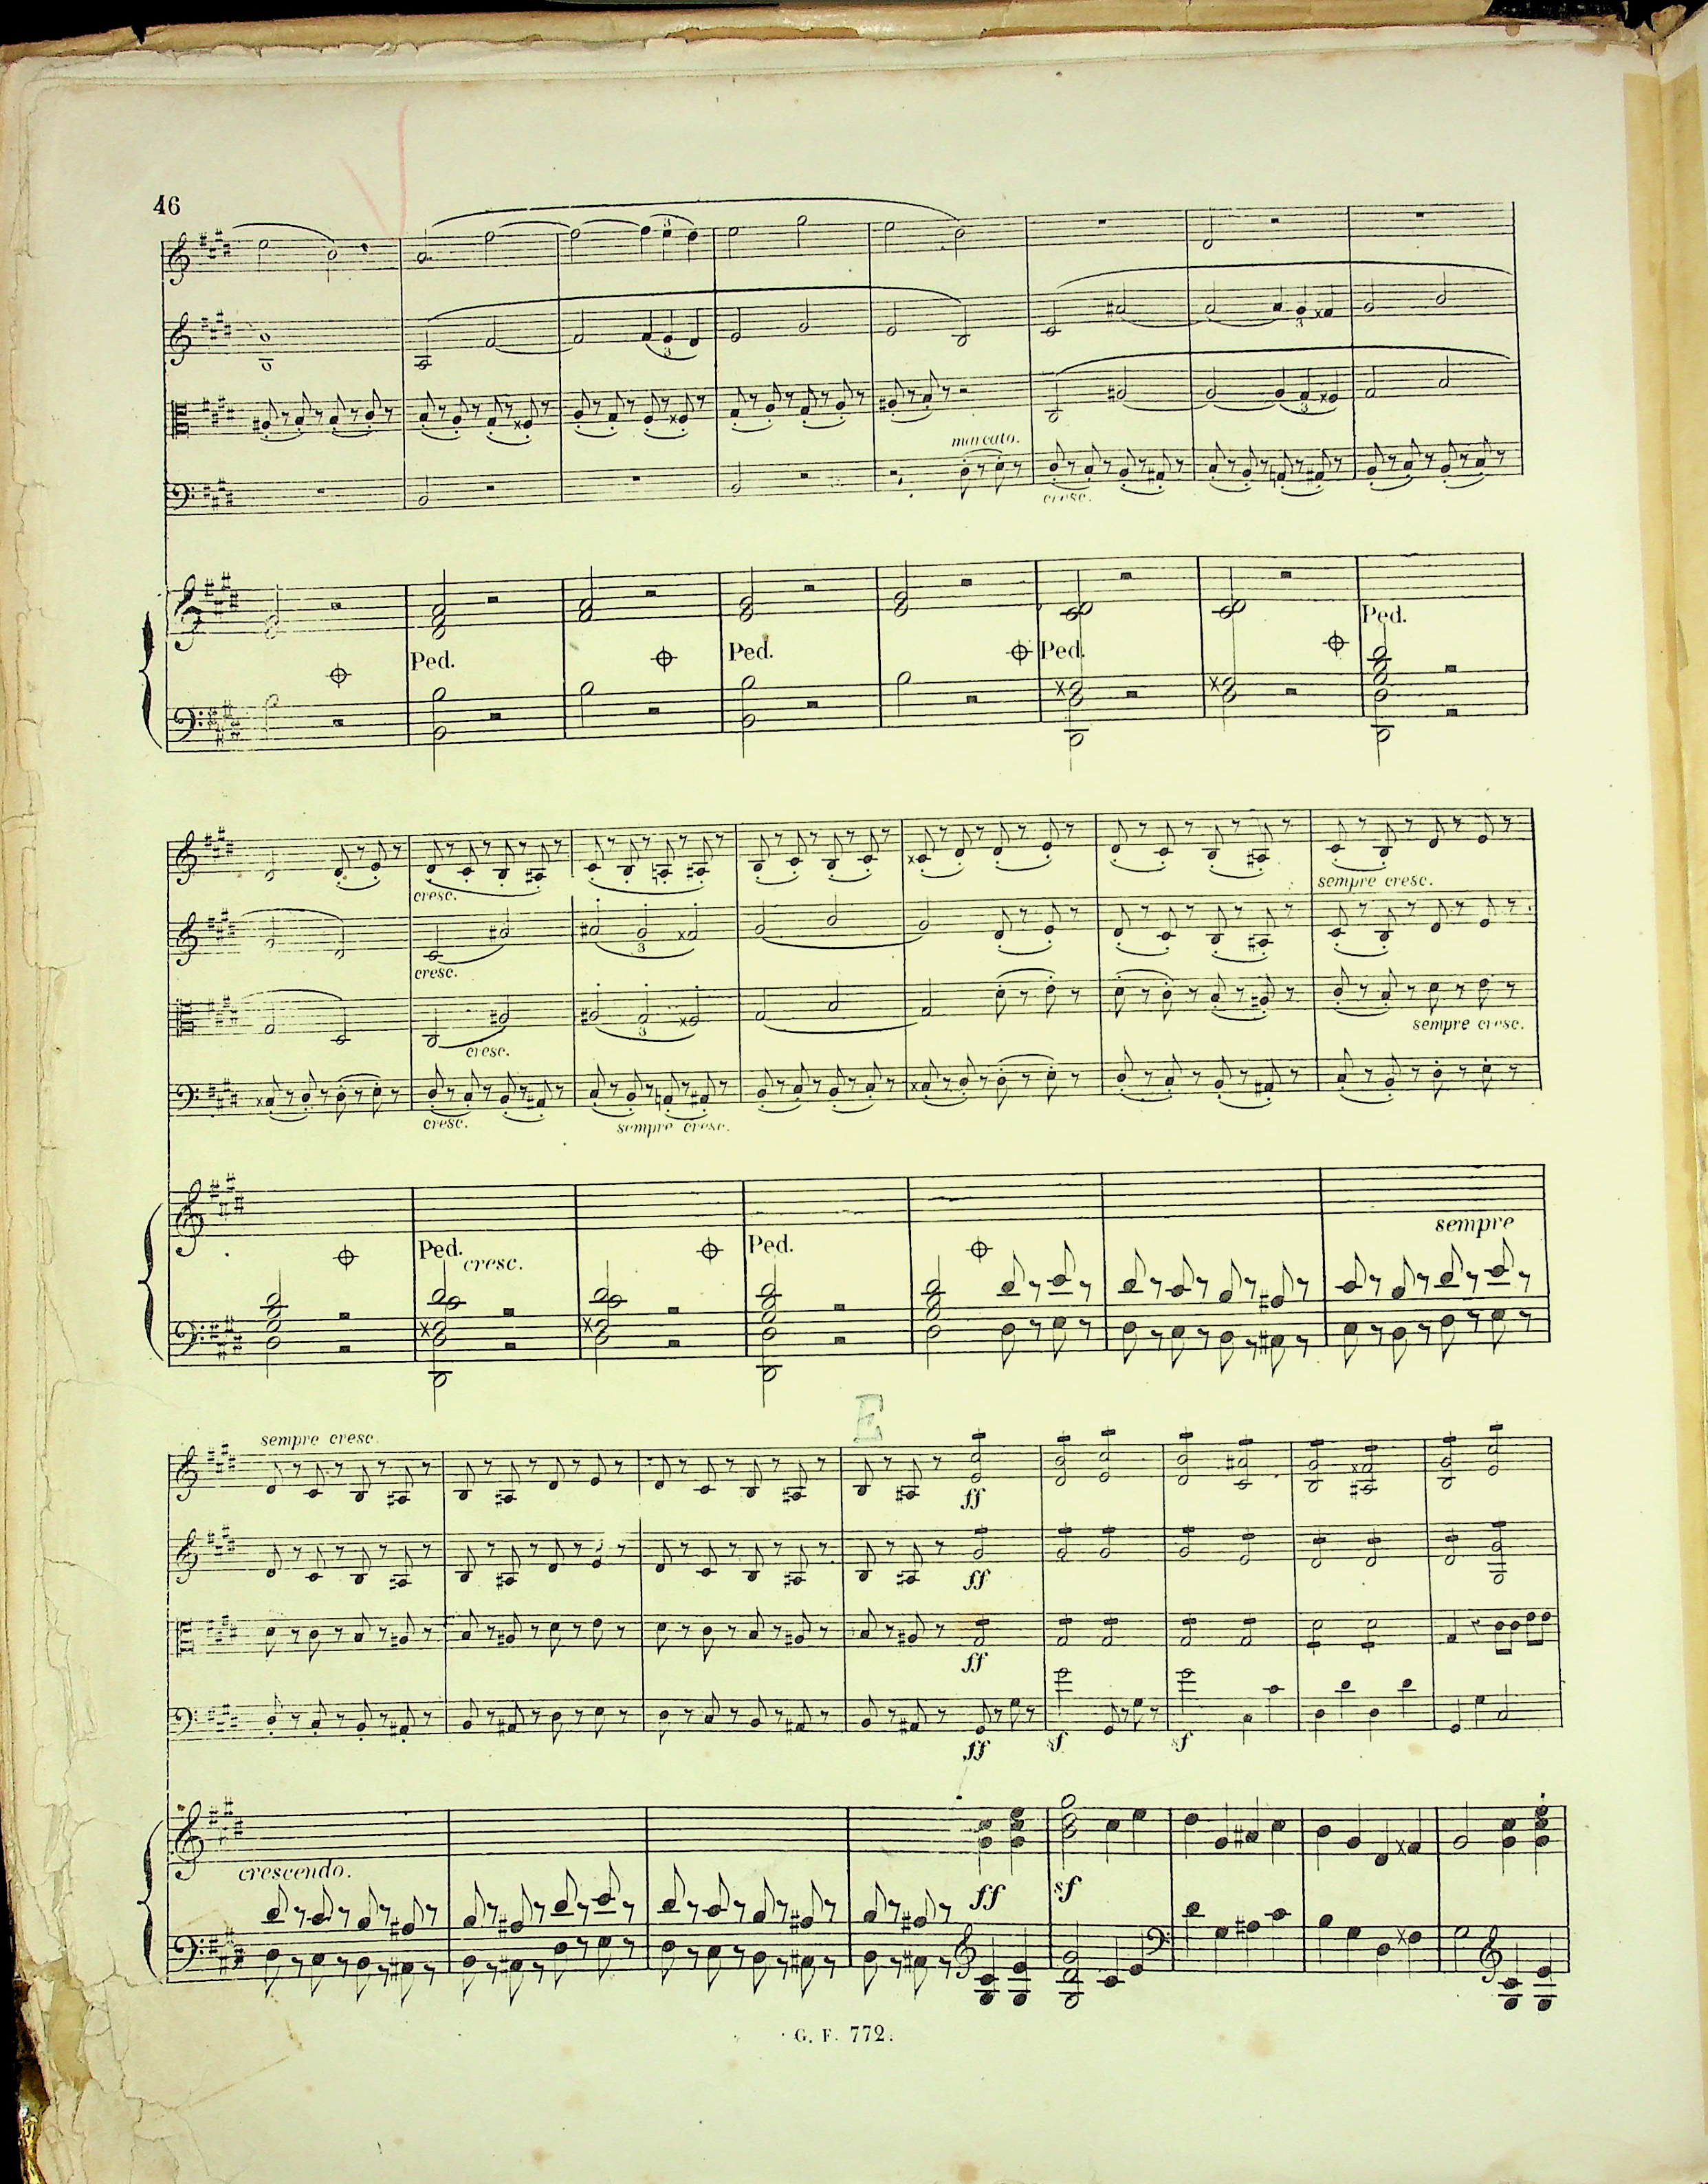 46
3
3
3
3
marcato.
cresc.
Ped. Ped. Ped. Ped.
cresc.
sempre cresc.
cresc.
3
cresc.
3
sempre cresc.
cresc. sempre cresc.
sempre
Ped. cresc. Ped.
E
sempre cresc.
ff
ff
ff
ff sf sf
crescendo.
ff sf
G. F. 772.